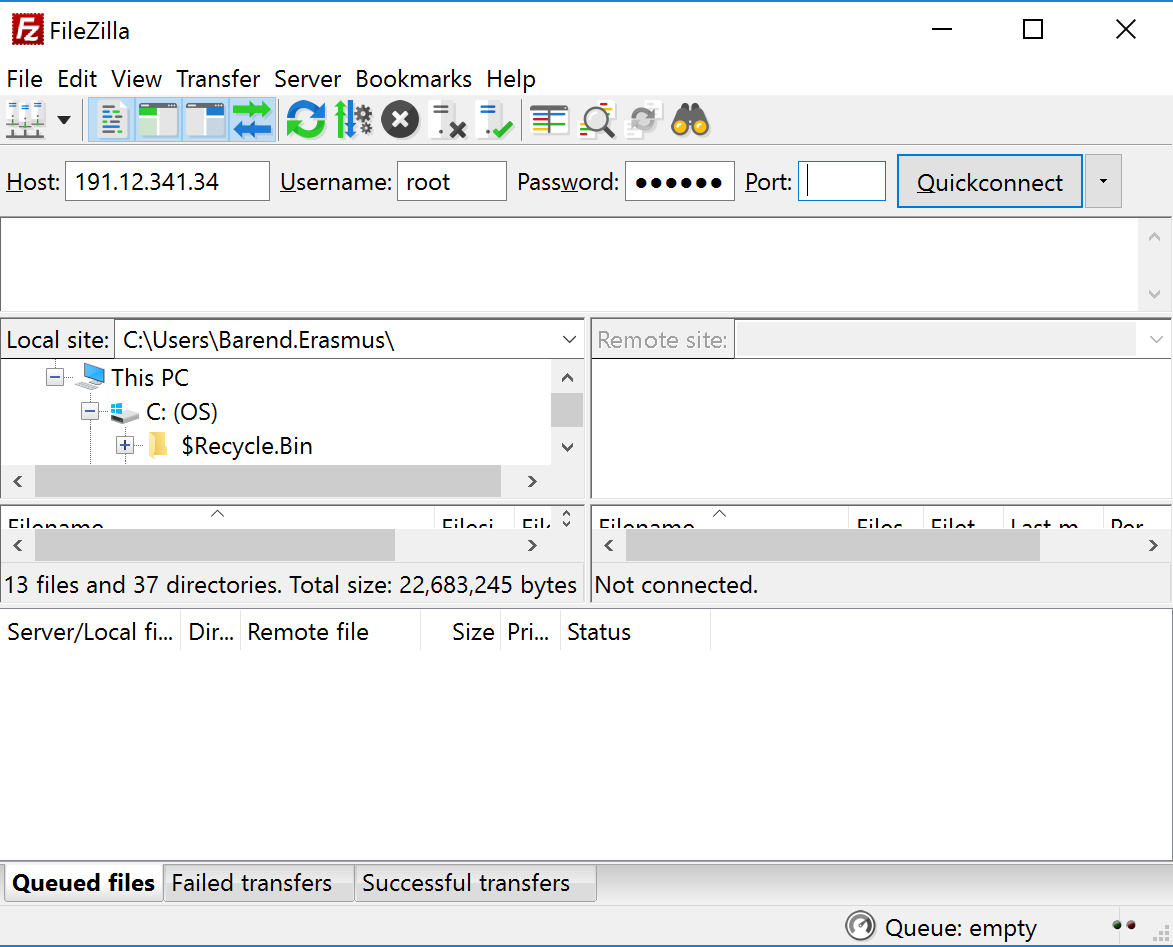 FileZilla
File Edit View Transfer Server Bookmarks Help
Host: 191.12.341.34 Username: root Password: ●●●●●● Port: Quickconnect
Local site: C:\Users\Barend.Erasmus\ Remote site:
This PC
C: (OS)
$Recycle.Bin
Filename Filesi Filename Files Filet Last m Per
13 files and 37 directories. Total size: 22,683,245 bytes Not connected.
Server/Local fi... Dir... Remote file Size Pri... Status
Queued files Failed transfers Successful transfers
Queue: empty